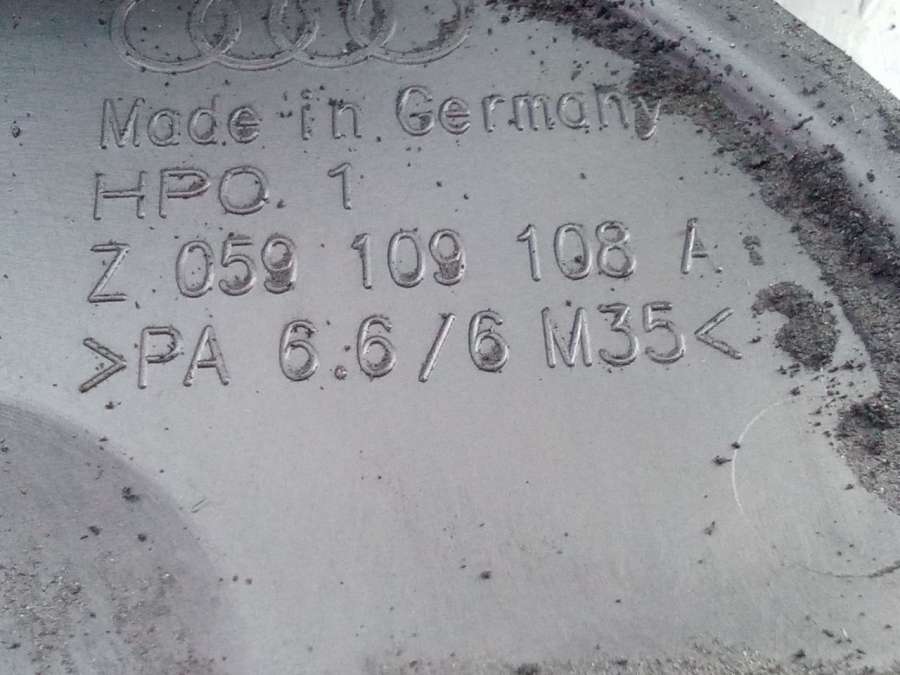 Made in Germany
HPO. 1
Z 059 109 108 A
>PA 6.6/6 M35<